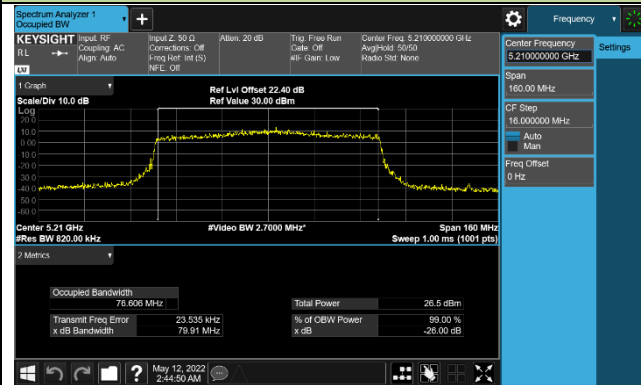 Spectrum Analyzer 1
Occupied BW
Frequency
KEYSIGHT
Input: RF
Input Z: 50 Ω
Atten: 20 dB
Trig: Free Run
Center Freq: 5.210000000 GHz
RL
Coupling: AC
Corrections: Off
Gate: Off
Avg|Hold: 50/50
Align: Auto
Freq Ref: Int (S)
#IF Gain: Low
Radio Std: None
LXI
NFE: Off
Center Frequency
5.210000000 GHz
Settings
Span
160.00 MHz
CF Step
16.000000 MHz
Auto
Man
Freq Offset
0 Hz
1 Graph
Ref Lvl Offset 22.40 dB
Scale/Div 10.0 dB
Ref Value 30.00 dBm
Log
20.0
10.0
0.00
-10.0
-20.0
-30.0
-40.0
-50.0
-60.0
Center 5.21 GHz
#Video BW 2.7000 MHz*
Span 160 MHz
#Res BW 820.00 kHz
Sweep 1.00 ms (1001 pts)
2 Metrics
Occupied Bandwidth
76.606 MHz
Total Power
26.5 dBm
Transmit Freq Error
23.535 kHz
% of OBW Power
99.00 %
x dB Bandwidth
79.91 MHz
x dB
-26.00 dB
May 12, 2022
2:44:50 AM